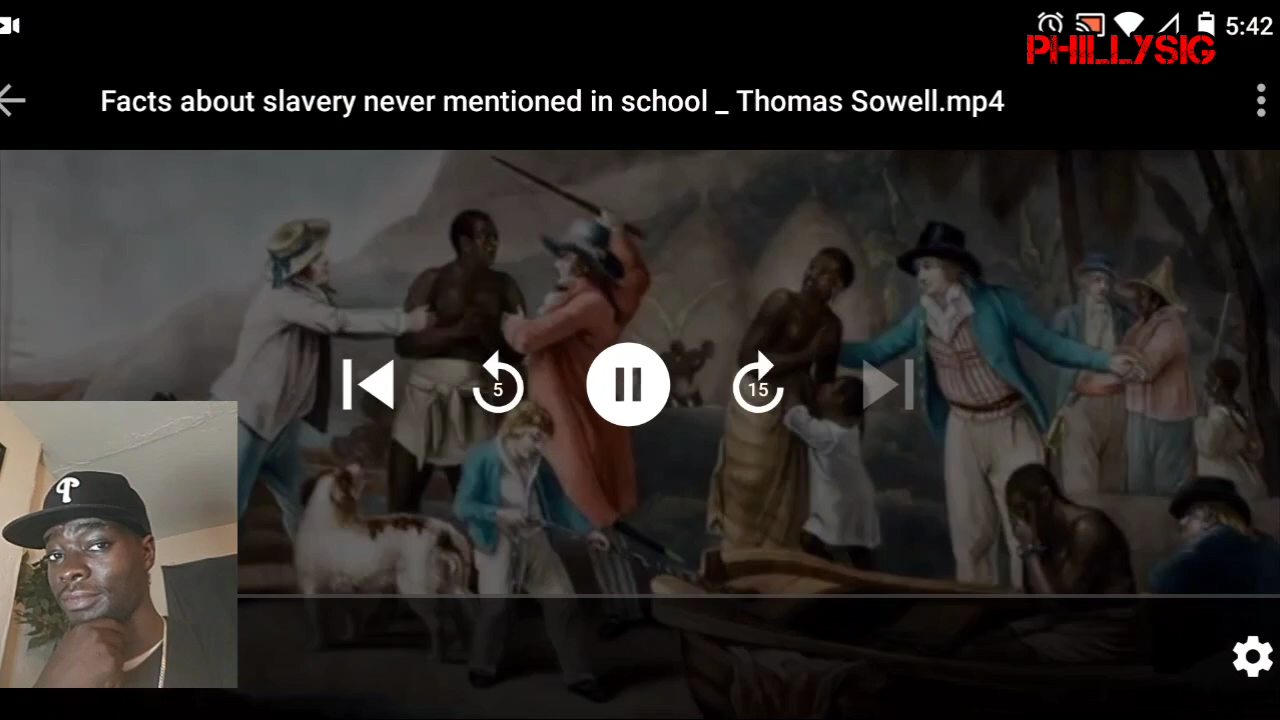 5:42
PHILLYSIG
Facts about slavery never mentioned in school _ Thomas Sowell.mp4
5
15
P